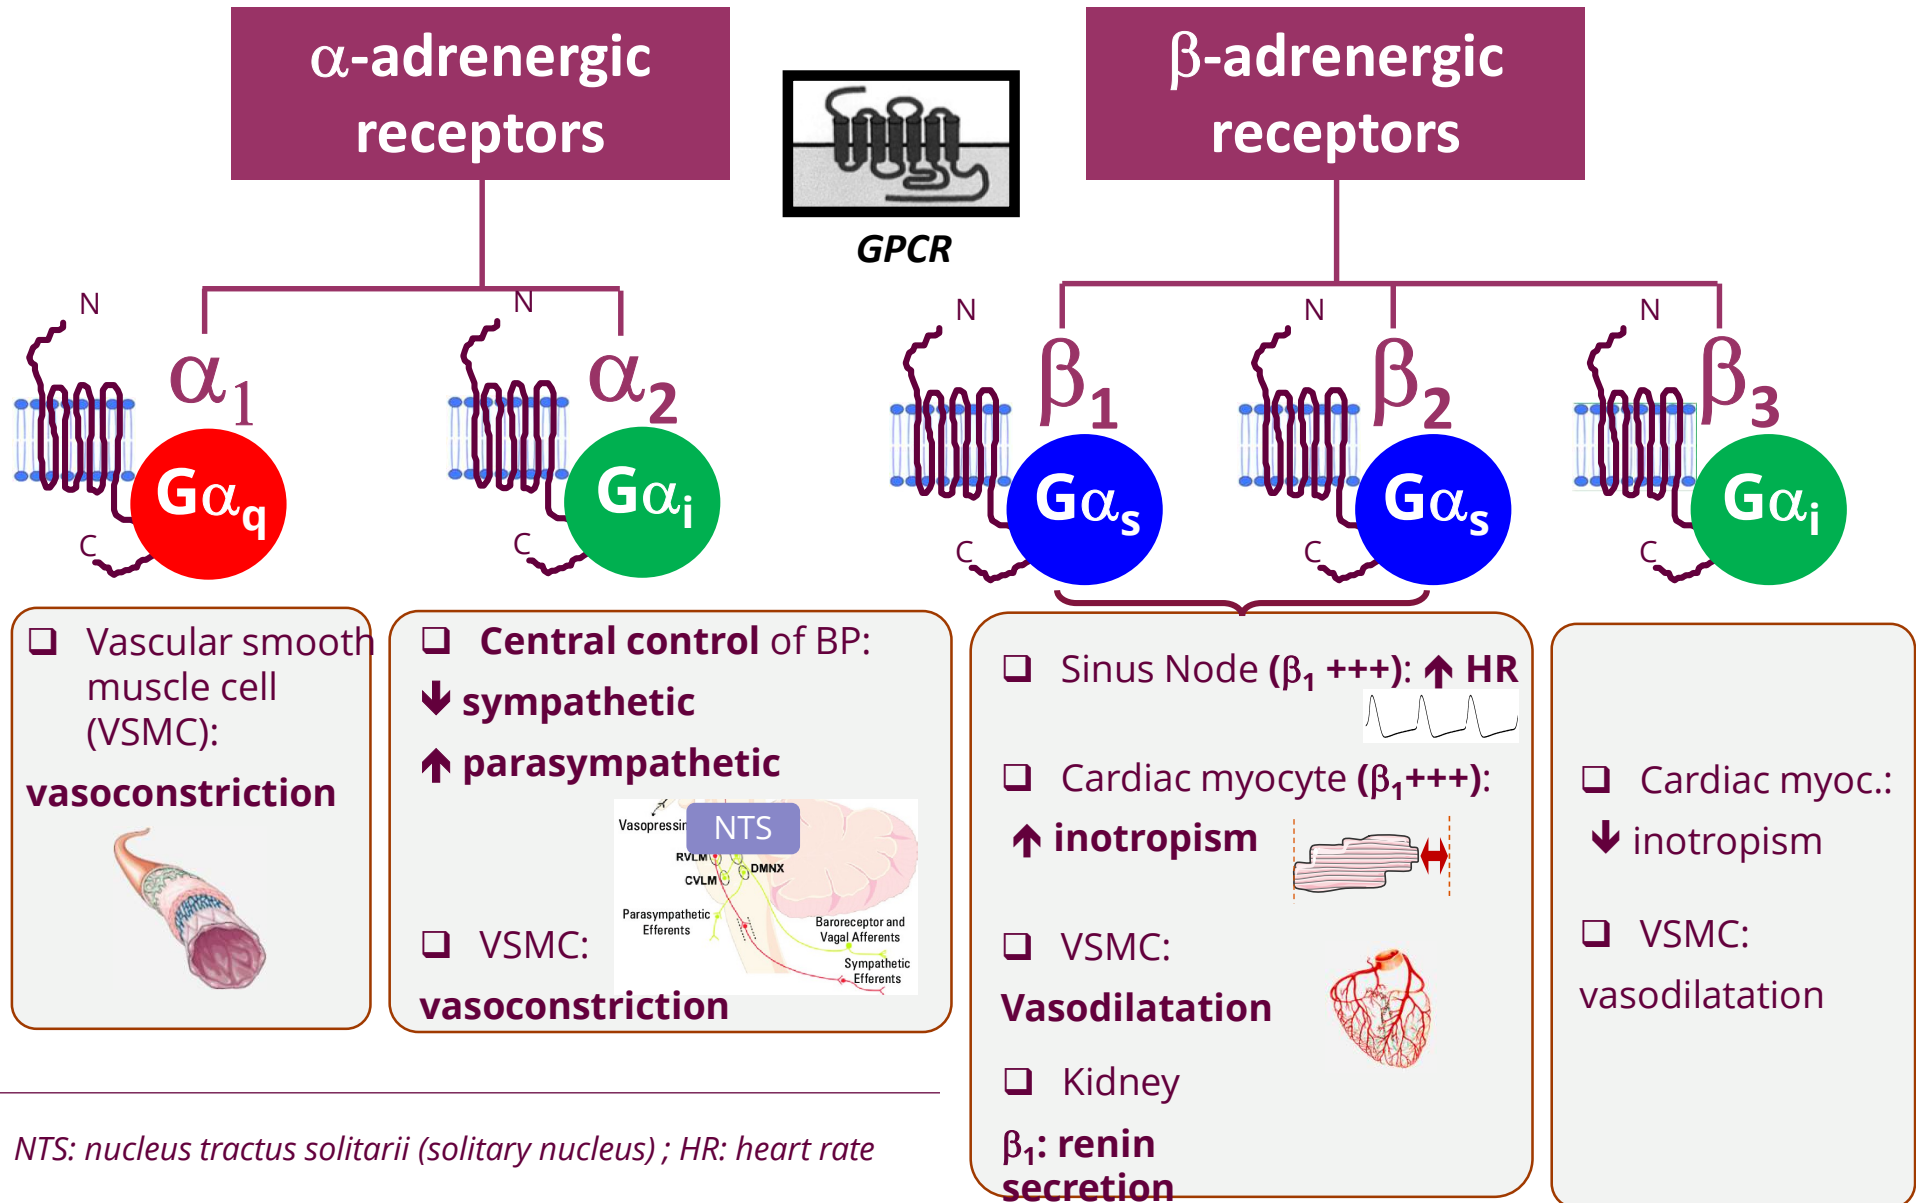 α-adrenergic
receptors
GPCR
β-adrenergic
receptors
N
α1
Gαq
C
N
α2
Gαi
C
N
β1
Gαs
C
N
β2
Gαs
C
N
β3
Gαi
C
❑ Vascular smooth
muscle cell
(VSMC):
vasoconstriction
❑ Central control of BP:
🡻 sympathetic
🡹 parasympathetic
NTS
RVLM
CVLM
DMNX
Parasympathetic
Efferents
Baroreceptor and
Vagal Afferents
Sympathetic
Efferents
❑ VSMC:
vasoconstriction
❑ Sinus Node (β1 +++): 🡹 HR
❑ Cardiac myocyte (β1+++):
🡹 inotropism
❑ VSMC:
Vasodilatation
❑ Kidney
β1: renin
secretion
❑ Cardiac myoc.:
🡻 inotropism
❑ VSMC:
vasodilatation
NTS: nucleus tractus solitarii (solitary nucleus) ; HR: heart rate